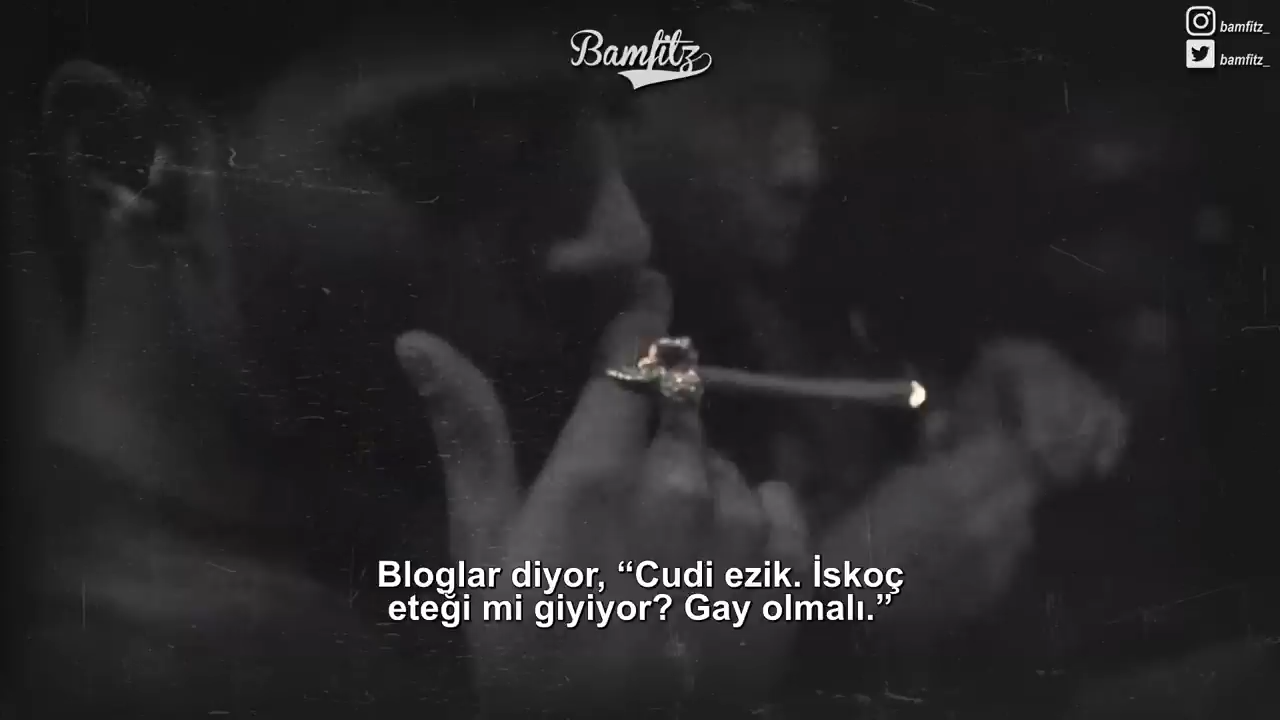 Bamfitz
bamfitz_
bamfitz_
Bloglar diyor, “Cudi ezik. İskoç
eteği mi giyiyor? Gay olmalı.”